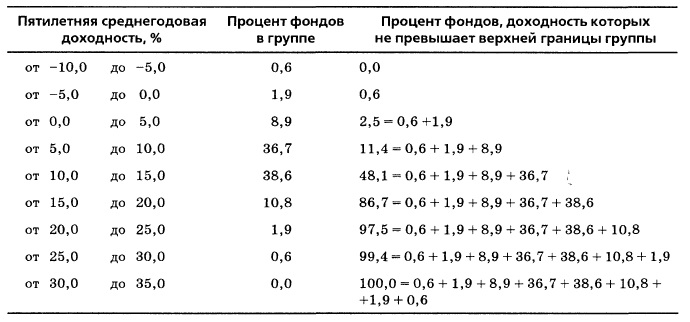 Пятилетняя среднегодовая Процент фондов Процент фондов, доходность которых
доходность, % в группе не превышает верхней границы группы
от −10,0 до −5,0 0,6 0,0
от −5,0 до 0,0 1,9 0,6
от 0,0 до 5,0 8,9 2,5 = 0,6 +1,9
от 5,0 до 10,0 36,7 11,4 = 0,6 + 1,9 + 8,9
от 10,0 до 15,0 38,6 48,1 = 0,6 + 1,9 + 8,9 + 36,7
от 15,0 до 20,0 10,8 86,7 = 0,6 + 1,9 + 8,9 + 36,7 + 38,6
от 20,0 до 25,0 1,9 97,5 = 0,6 + 1,9 + 8,9 + 36,7 + 38,6 + 10,8
от 25,0 до 30,0 0,6 99,4 = 0,6 + 1,9 + 8,9 + 36,7 + 38,6 + 10,8 + 1,9
от 30,0 до 35,0 0,0 100,0 = 0,6 + 1,9 + 8,9 + 36,7 + 38,6 + 10,8 +
+1,9 + 0,6